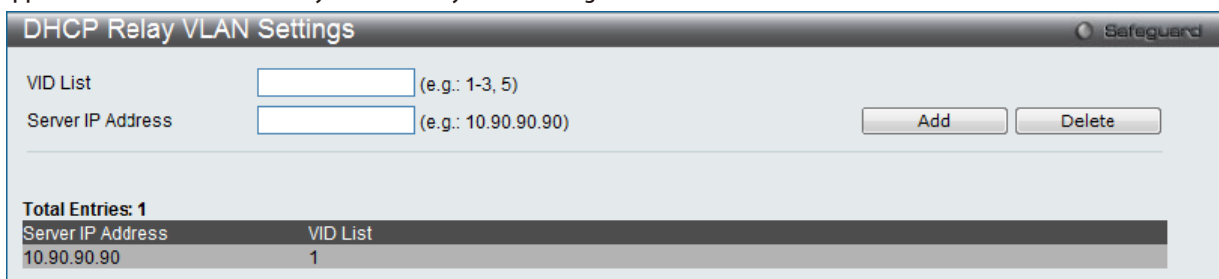 DHCP Relay VLAN Settings
Safeguard
VID List (e.g.: 1-3, 5)
Server IP Address (e.g.: 10.90.90.90) Add Delete
Total Entries: 1
Server IP Address VID List
10.90.90.90 1